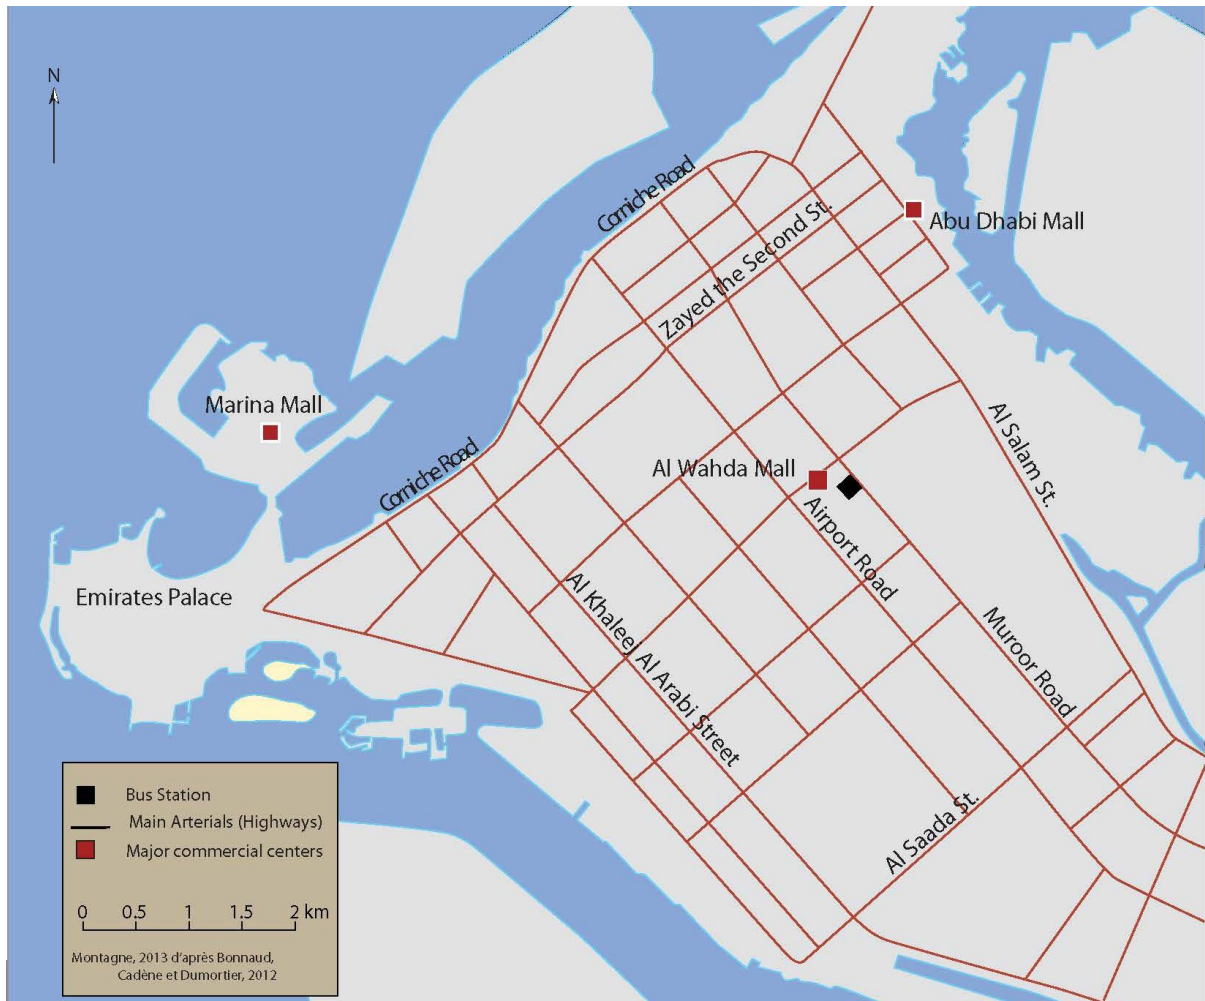 N
Corniche Road
Abu Dhabi Mall
Zayed the Second St.
Marina Mall
Corniche Road
Al Wahda Mall
Al Salam St.
Airport Road
Emirates Palace
Al Khaleej Al Arabi Street
Muroor Road
Al Saada St.
Bus Station
Main Arterials (Highways)
Major commercial centers
0 0.5 1 1.5 2 km
Montagne, 2013 d'après Bonnaud,
Cadène et Dumortier, 2012